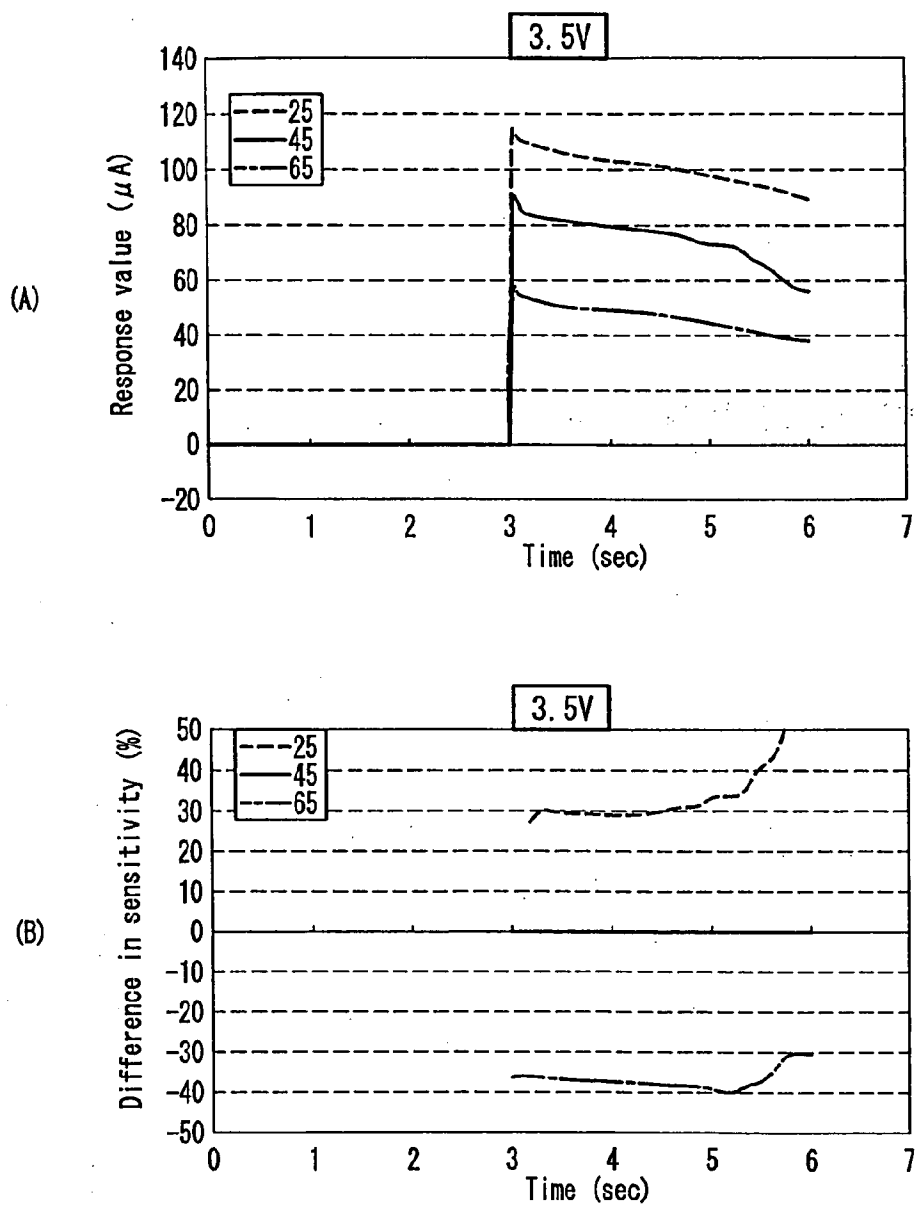 (A)
3.5V
Response value (μA)
140
120
100
80
60
40
20
0
-20
25
45
65
0 1 2 3 4 5 6 7
Time (sec)
(B)
3.5V
Difference in sensitivity (%)
50
40
30
20
10
0
-10
-20
-30
-40
-50
25
45
65
0 1 2 3 4 5 6 7
Time (sec)